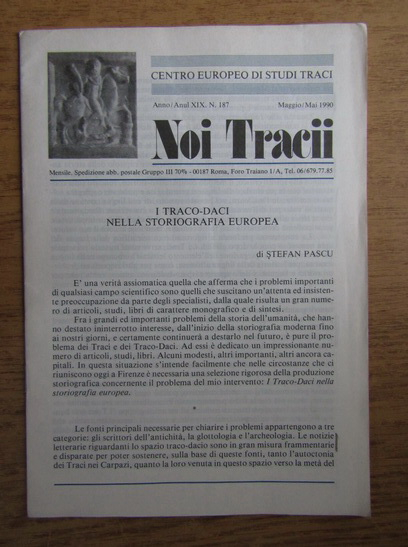 CENTRO EUROPEO DI STUDI TRACI
Anno/Anul XIX. N. 187 Maggio/Mai 1990
Noi Tracii
Mensile. Spedizione abb. postale Gruppo III 70% - 00187 Roma, Foro Traiano 1/A, Tel. 06/679.77.85
I TRACO-DACI
NELLA STORIOGRAFIA EUROPEA
di ŞTEFAN PASCU
E' una verità assiomatica quella che afferma che i problemi importanti
di qualsiasi campo scientifico sono quelli che suscitano un'attenta ed insisten-
te preoccupazione da parte degli specialisti, dalla quale risulta un gran nume-
ro di articoli, studi, libri di carattere monografico e di sintesi.
Fra i grandi ed importanti problemi della storia dell'umanità, che han-
no destato ininterrotto interesse, dall'inizio della storiografia moderna fino
ai nostri giorni, e certamente continuerà a destarlo nel futuro, è pure il pro-
blema dei Traci e dei Traco-Daci. Ad essi è dedicato un impressionante nu-
mero di articoli, studi, libri. Alcuni modesti, altri importanti, altri ancora ca-
pitali. In questa situazione s'intende facilmente che nelle circostanze che ci
riuniscono oggi a Firenze è necessaria una selezione rigorosa della produzione
storiografica concernente il problema del mio intervento: I Traco-Daci nella
storiografia europea.
*
Le fonti principali necessarie per chiarire i problemi appartengono a tre
categorie: gli scrittori dell'antichità, la glottologia e l'archeologia. Le notizie
letterarie riguardanti lo spazio traco-dacio sono in gran misura frammentarie
e disparate per poter sostenere, sulla base di queste fonti, tanto l'autoctonia
dei Traci nei Carpazi, quanto la loro venuta in questo spazio verso la metà del